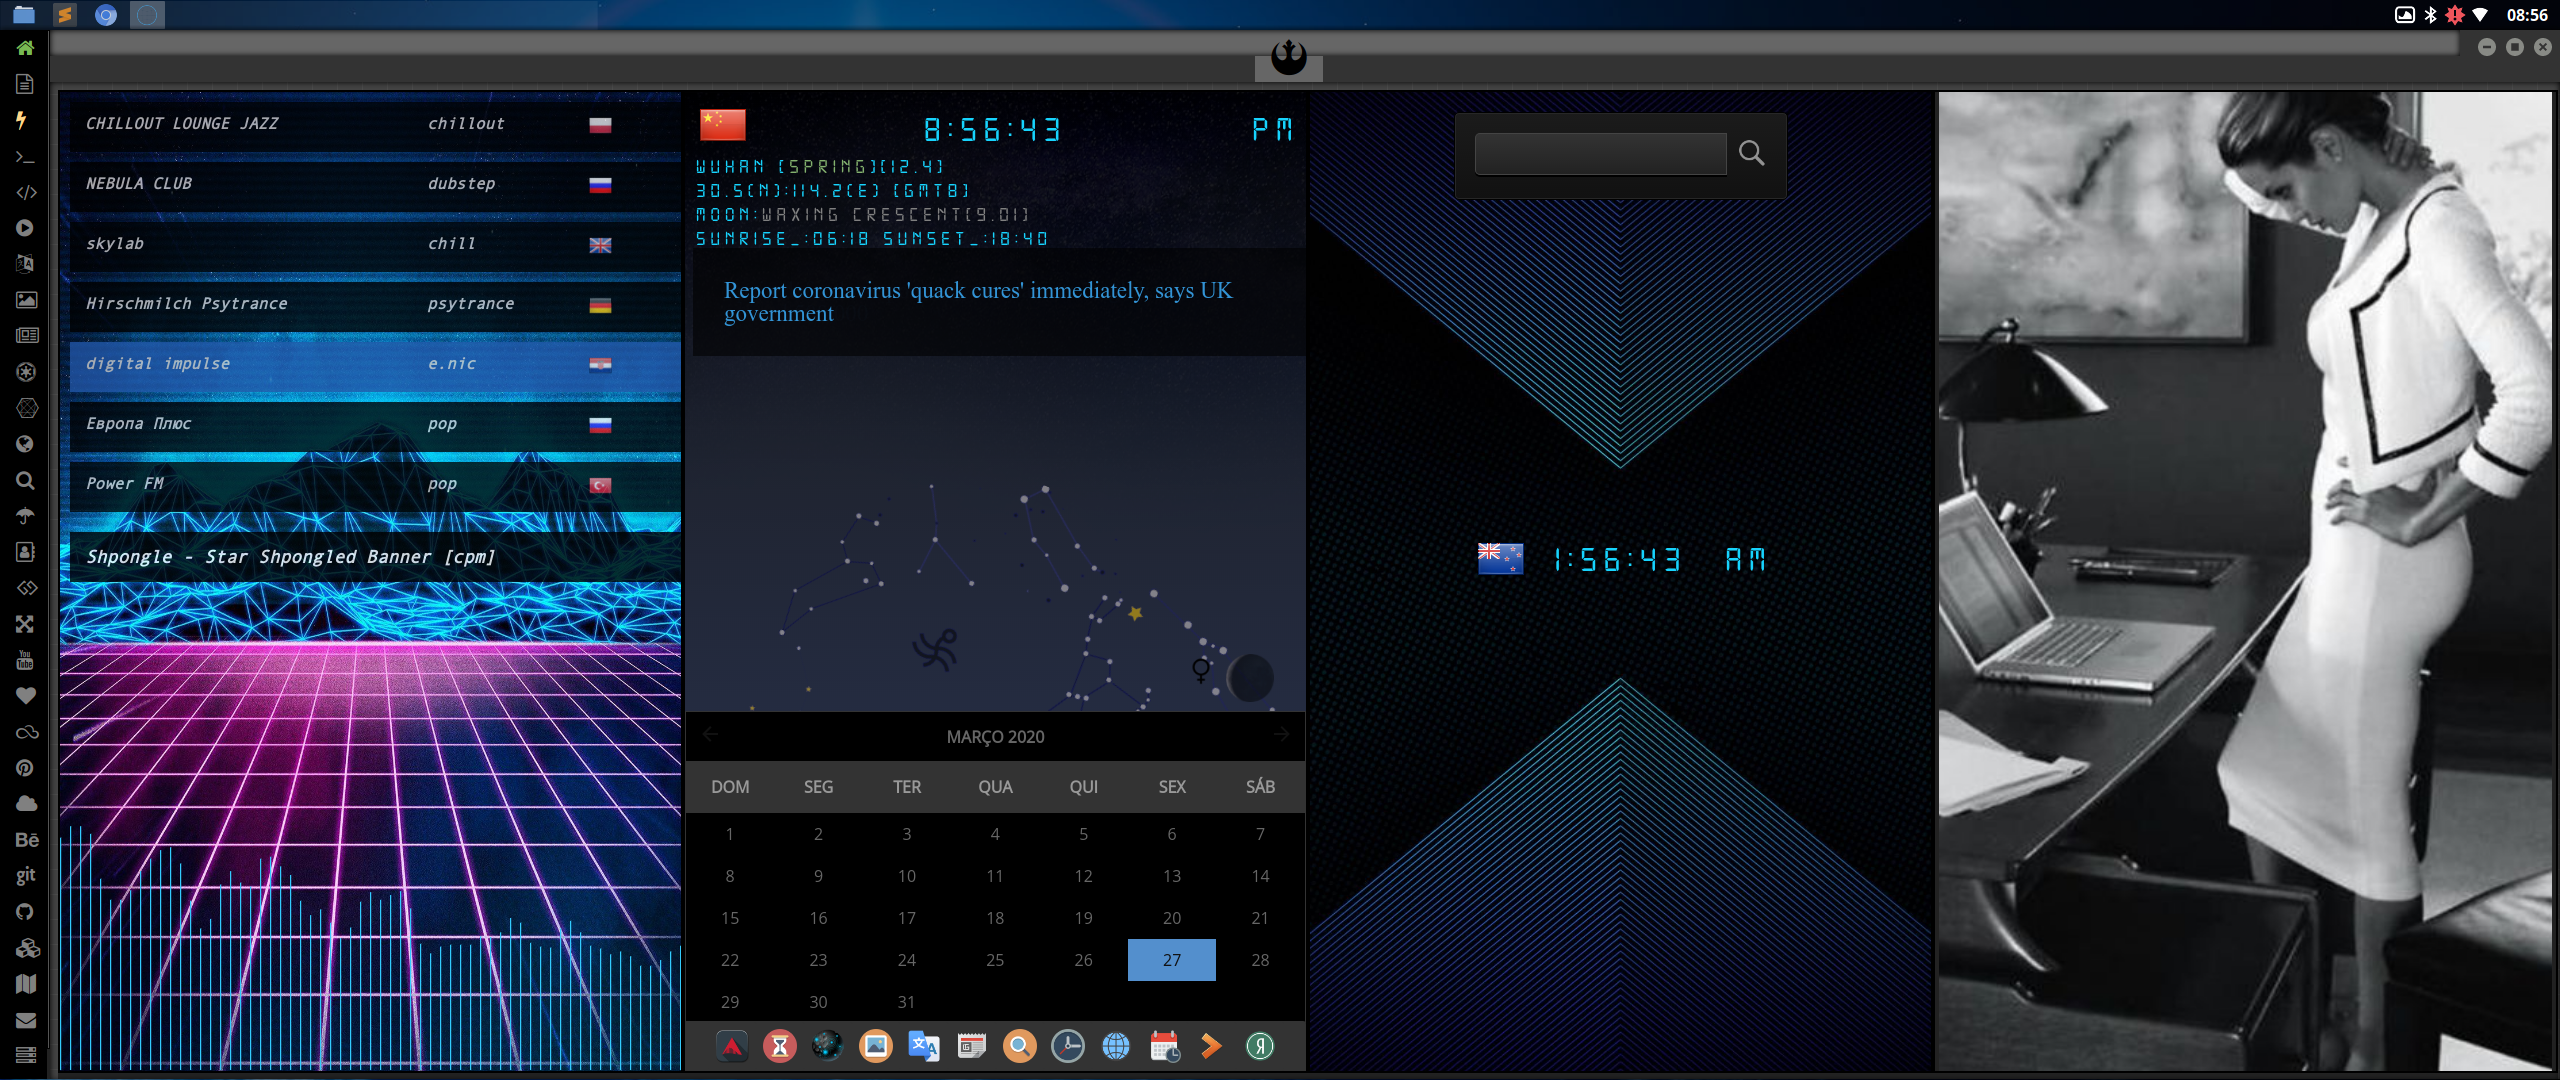 08:56
CHILLOUT LOUNGE JAZZ chillout
NEBULA CLUB dubstep
skylab chill
Hirschmilch Psytrance psytrance
digital impulse e.nic
Европа Плюс pop
Power FM pop
Shpongle - Star Shpongled Banner [cpm]
8:56:43 PM
WUHAN [SPRING][12.4]
30.5(N):114.2(E) [GMT8]
MOON:WAXING CRESCENT[9.01]
SUNRISE_:06:18 SUNSET_:18:40
Report coronavirus 'quack cures' immediately, says UK
government
MARÇO 2020
DOM SEG TER QUA QUI SEX SÁB
1 2 3 4 5 6 7
8 9 10 11 12 13 14
15 16 17 18 19 20 21
22 23 24 25 26 27 28
29 30 31
1:56:43 AM
You
Tube
Bē
git